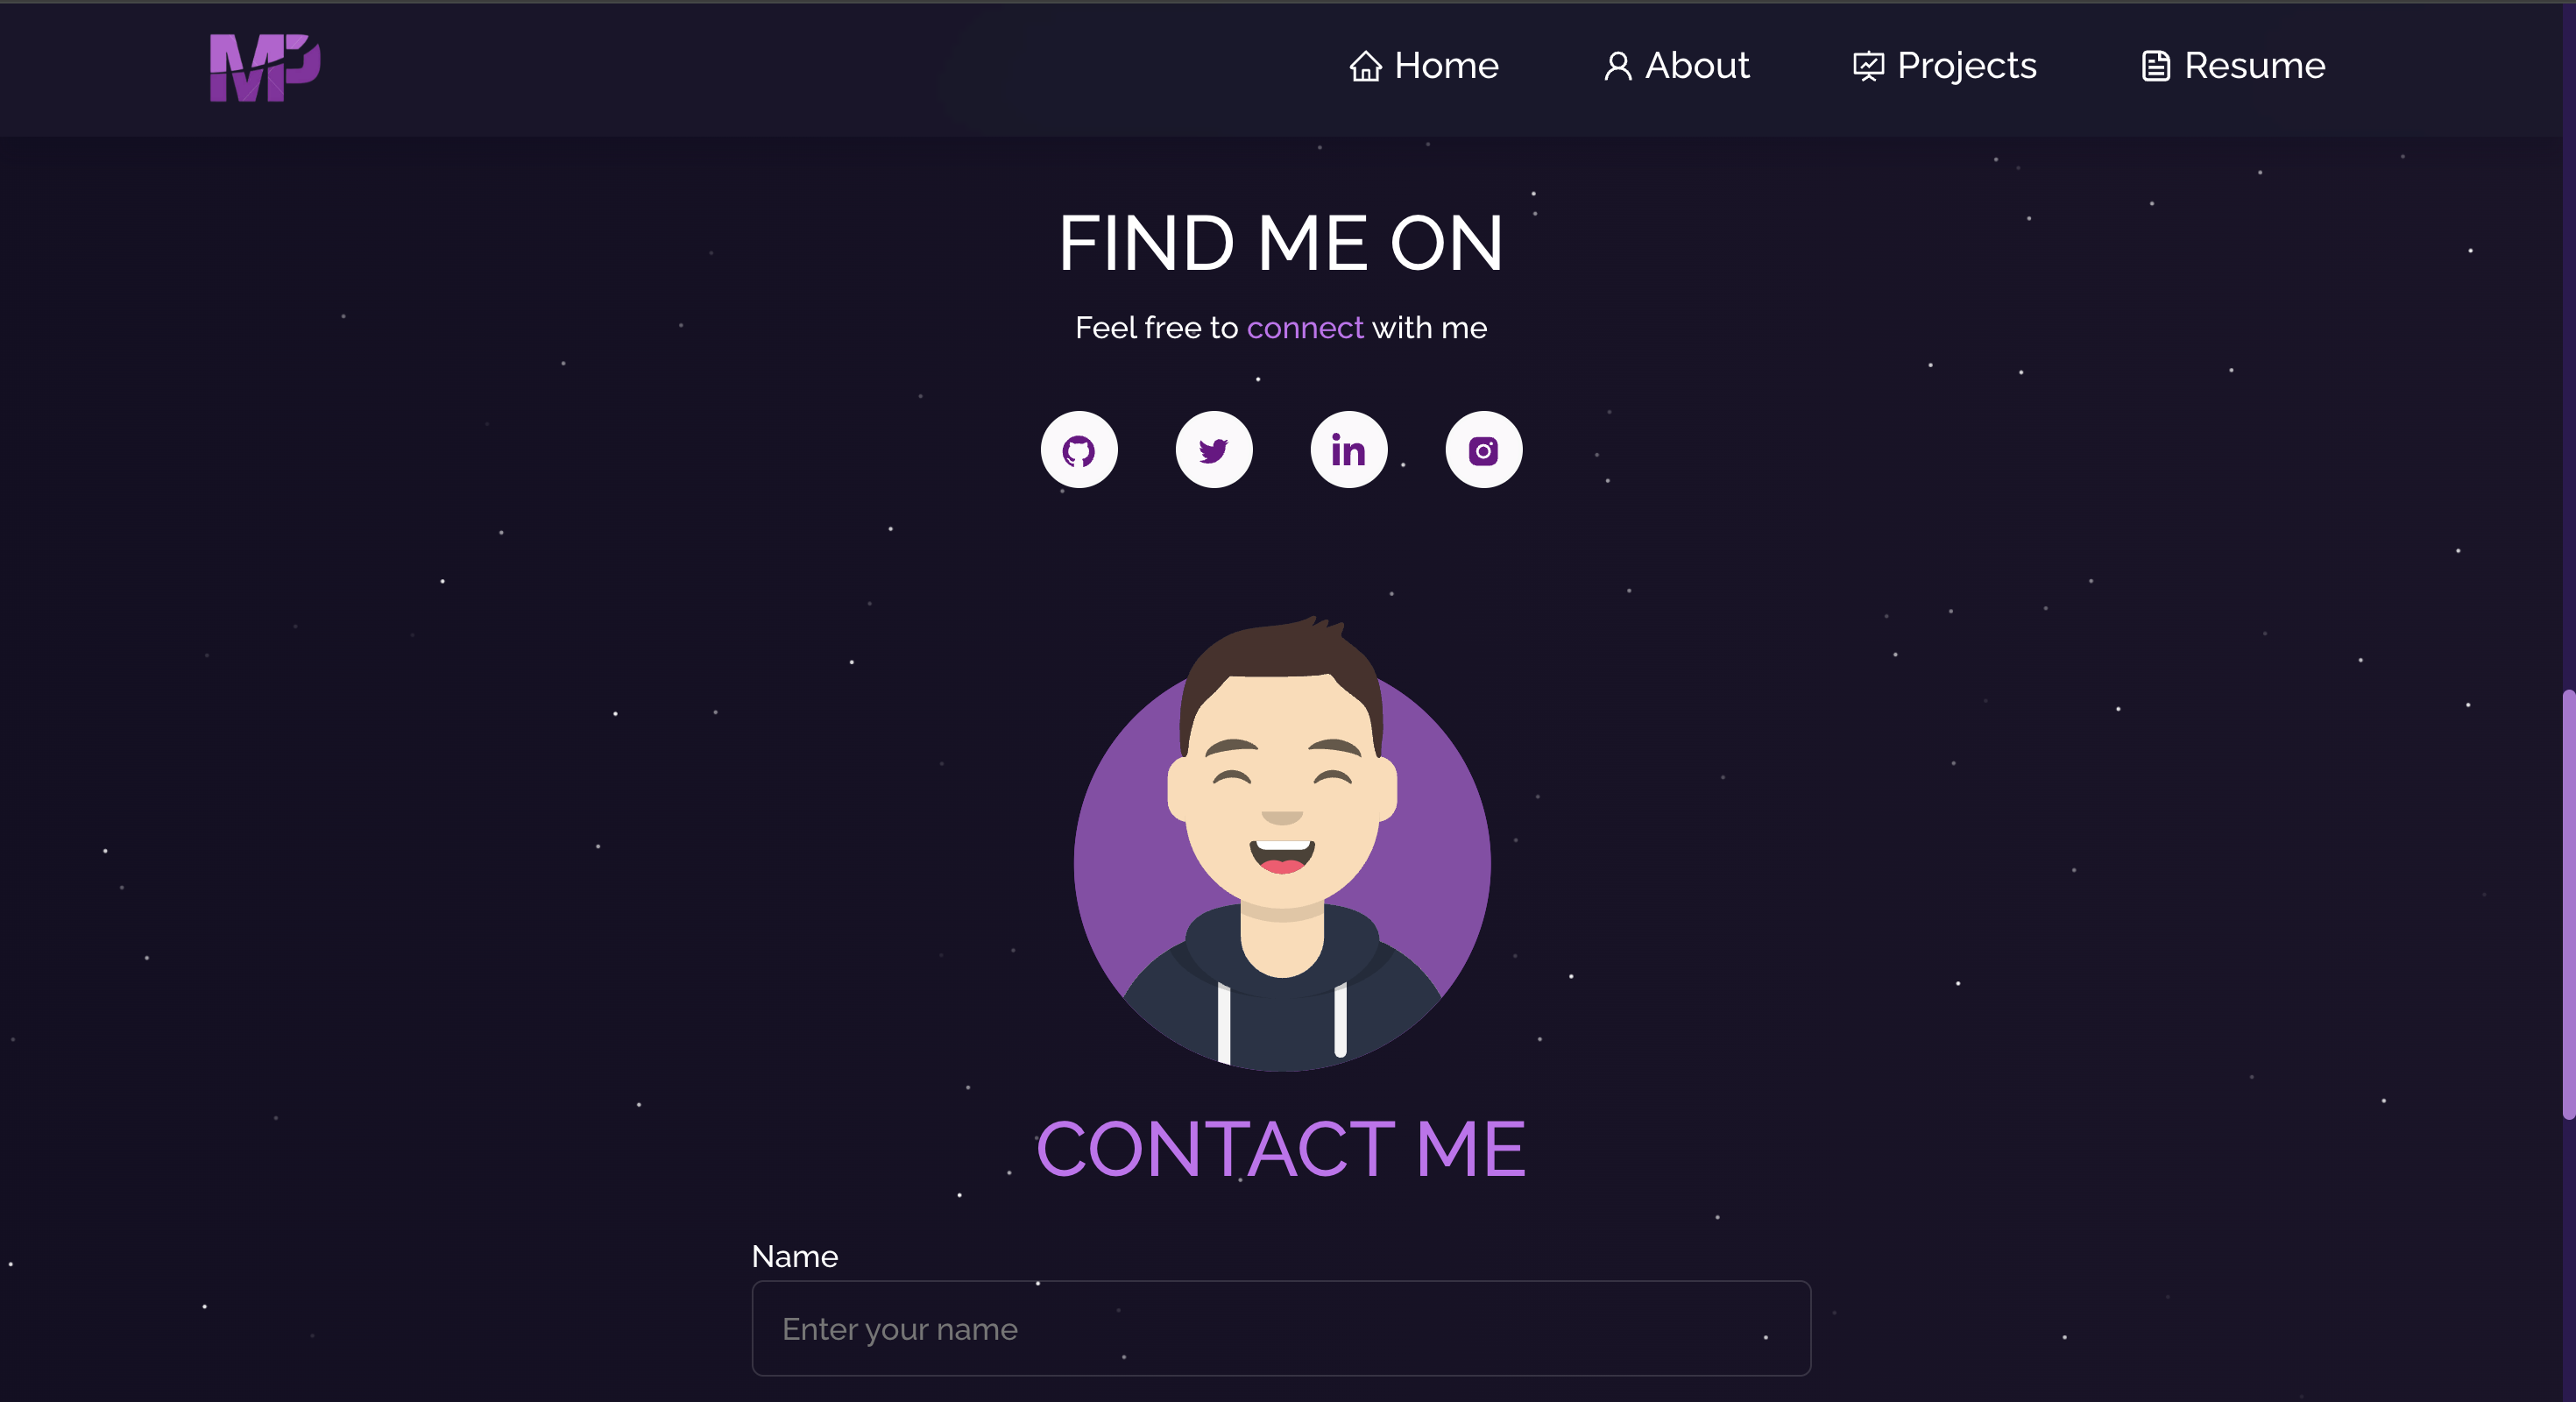 MP
Home
About
Projects
Resume
FIND ME ON
Feel free to connect with me
in
CONTACT ME
Name
Enter your name